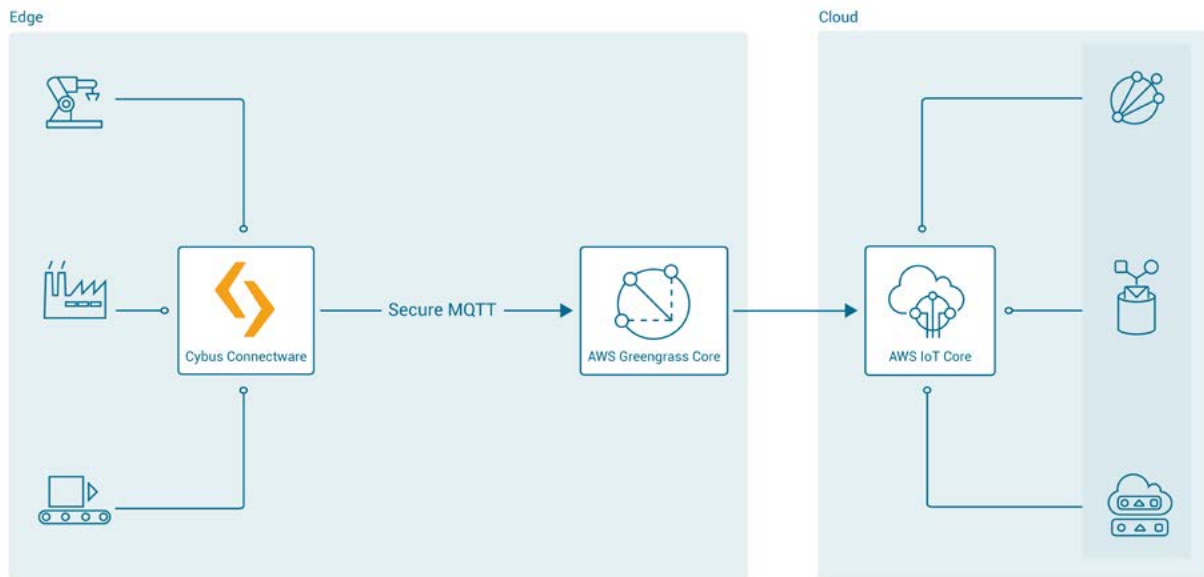 Edge
Cloud
Secure MQTT
Cybus Connectware
AWS Greengrass Core
AWS IoT Core